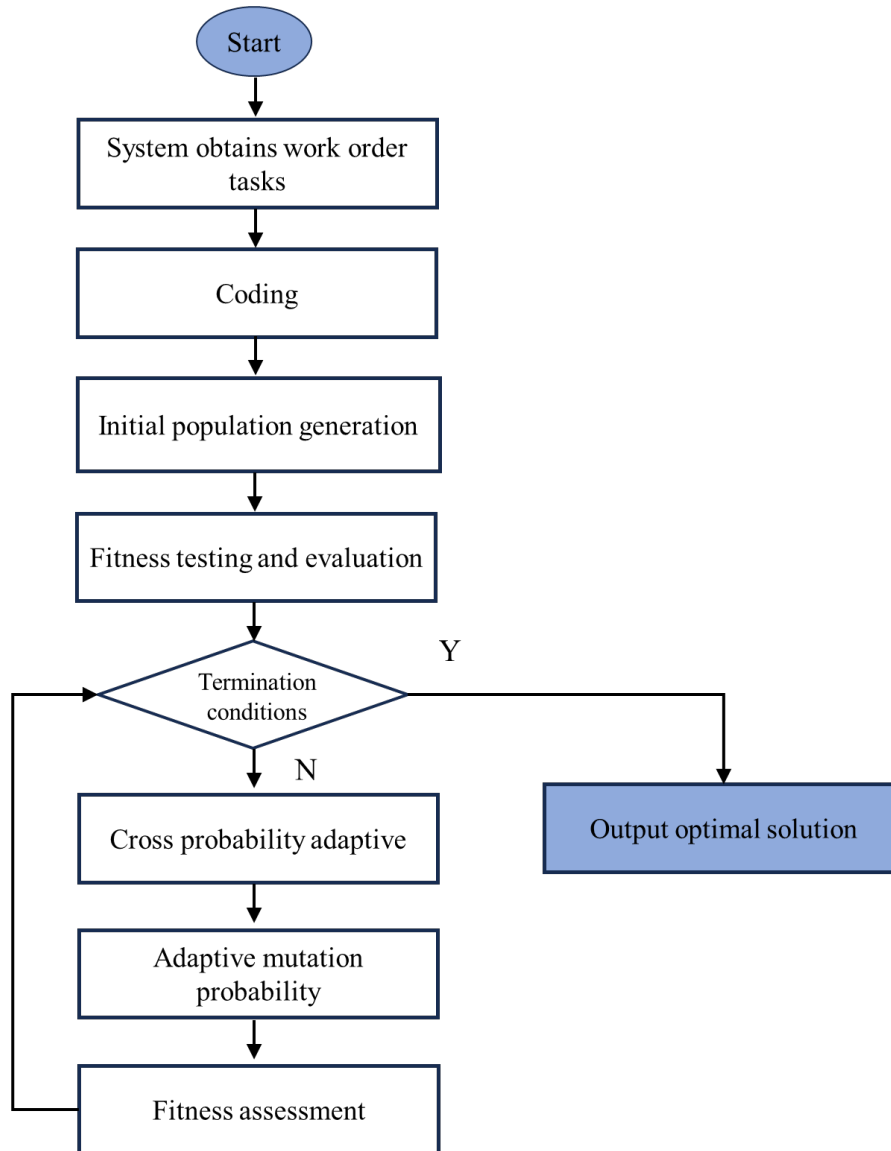 Start
System obtains work order
tasks
Coding
Initial population generation
Fitness testing and evaluation
Y
Termination
conditions
N
Cross probability adaptive
Output optimal solution
Adaptive mutation
probability
Fitness assessment